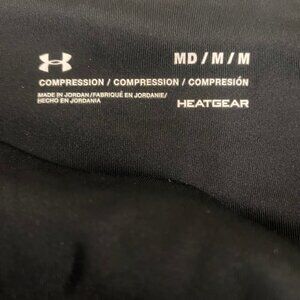 MD / M / M
COMPRESSION / COMPRESSION / COMPRESIÓN
MADE IN JORDAN/FABRIQUÉ EN JORDANIE/
HECHO EN JORDANIA
HEATGEAR